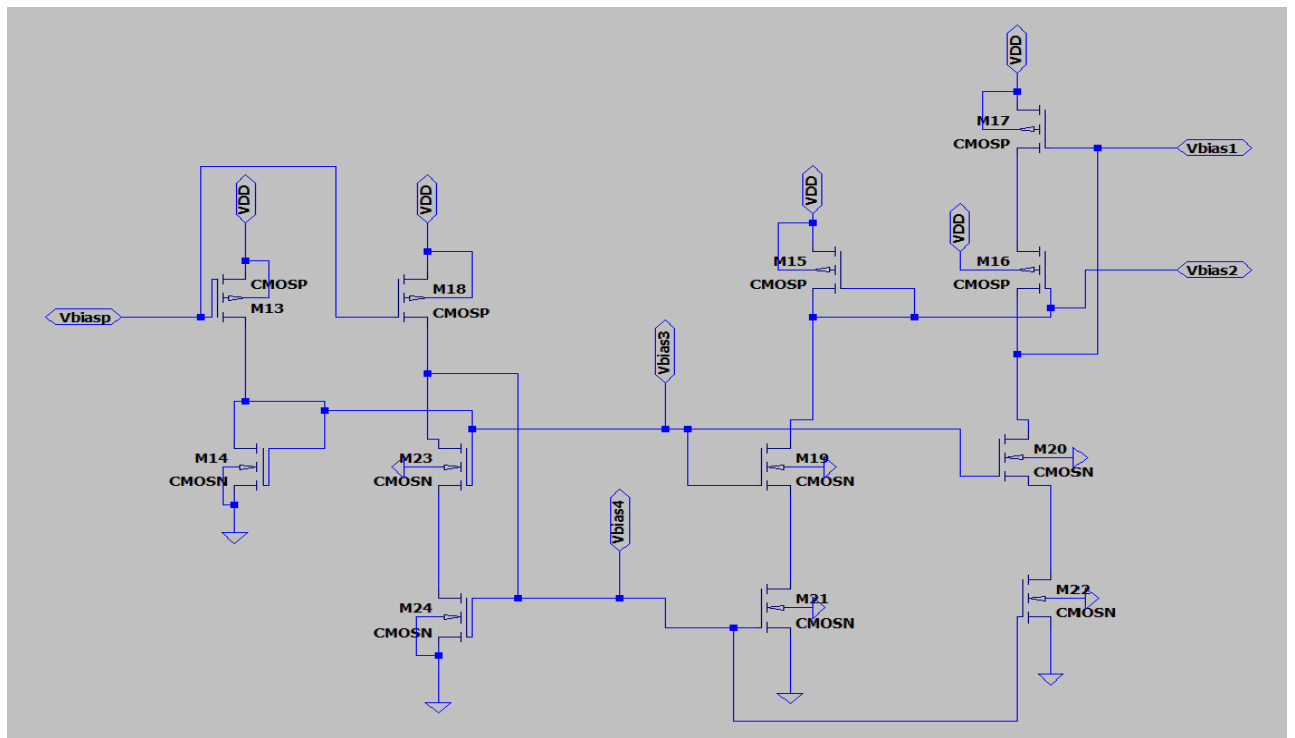 VDD
M17
CMOSP
Vbias1
VDD
VDD
VDD
VDD
M15
CMOSP
M16
CMOSP
Vbias2
CMOSP
M13
M18
CMOSP
Vbiasp
Vbias3
M14
CMOSN
M23
CMOSN
M19
CMOSN
M20
CMOSN
Vbias4
M24
CMOSN
M21
CMOSN
M22
CMOSN